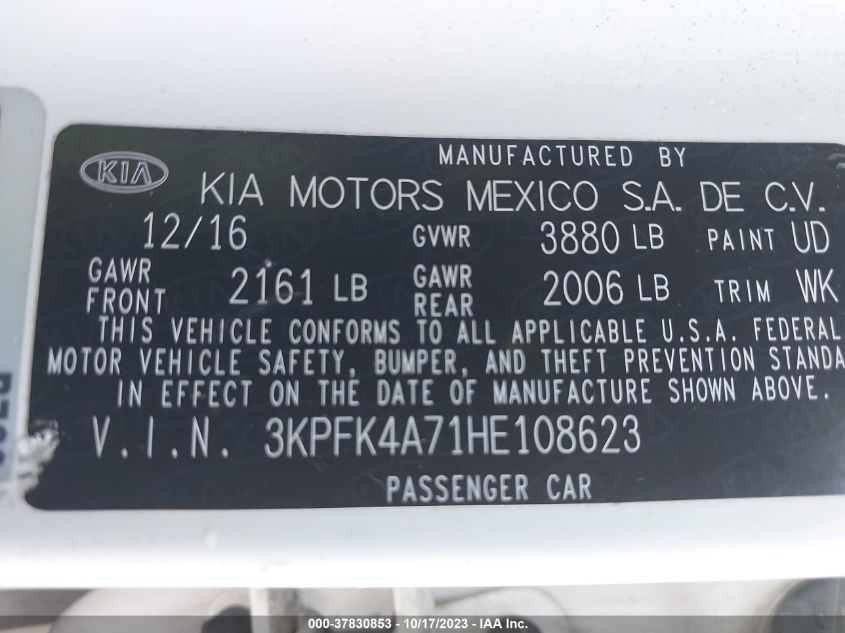 MANUFACTURED BY
KIA KIA MOTORS MEXICO S.A. DE C.V.
12/16 GVWR 3880 LB PAINT UD
GAWR FRONT 2161 LB GAWR REAR 2006 LB TRIM WK
THIS VEHICLE CONFORMS TO ALL APPLICABLE U.S.A. FEDERAL
MOTOR VEHICLE SAFETY, BUMPER, AND THEFT PREVENTION STANDA
IN EFFECT ON THE DATE OF MANUFACTURE SHOWN ABOVE.
V.I.N. 3KPFK4A71HE108623
PASSENGER CAR
000-37830853 - 10/17/2023 - IAA Inc.